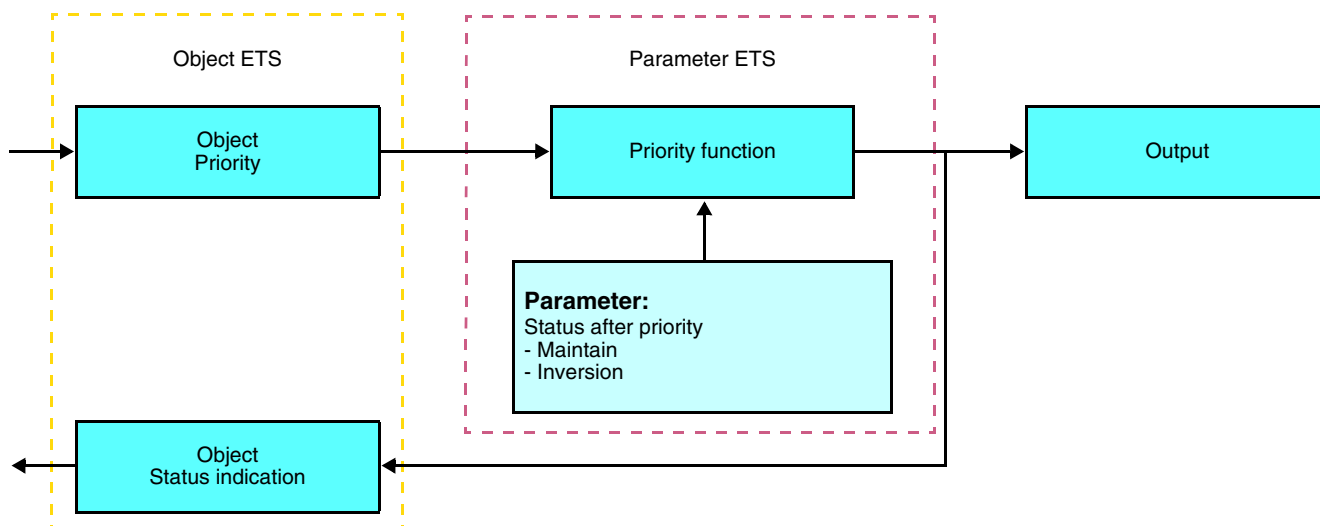 Object ETS
Parameter ETS
Object
Priority
Priority function
Output
Parameter:
Status after priority
- Maintain
- Inversion
Object
Status indication